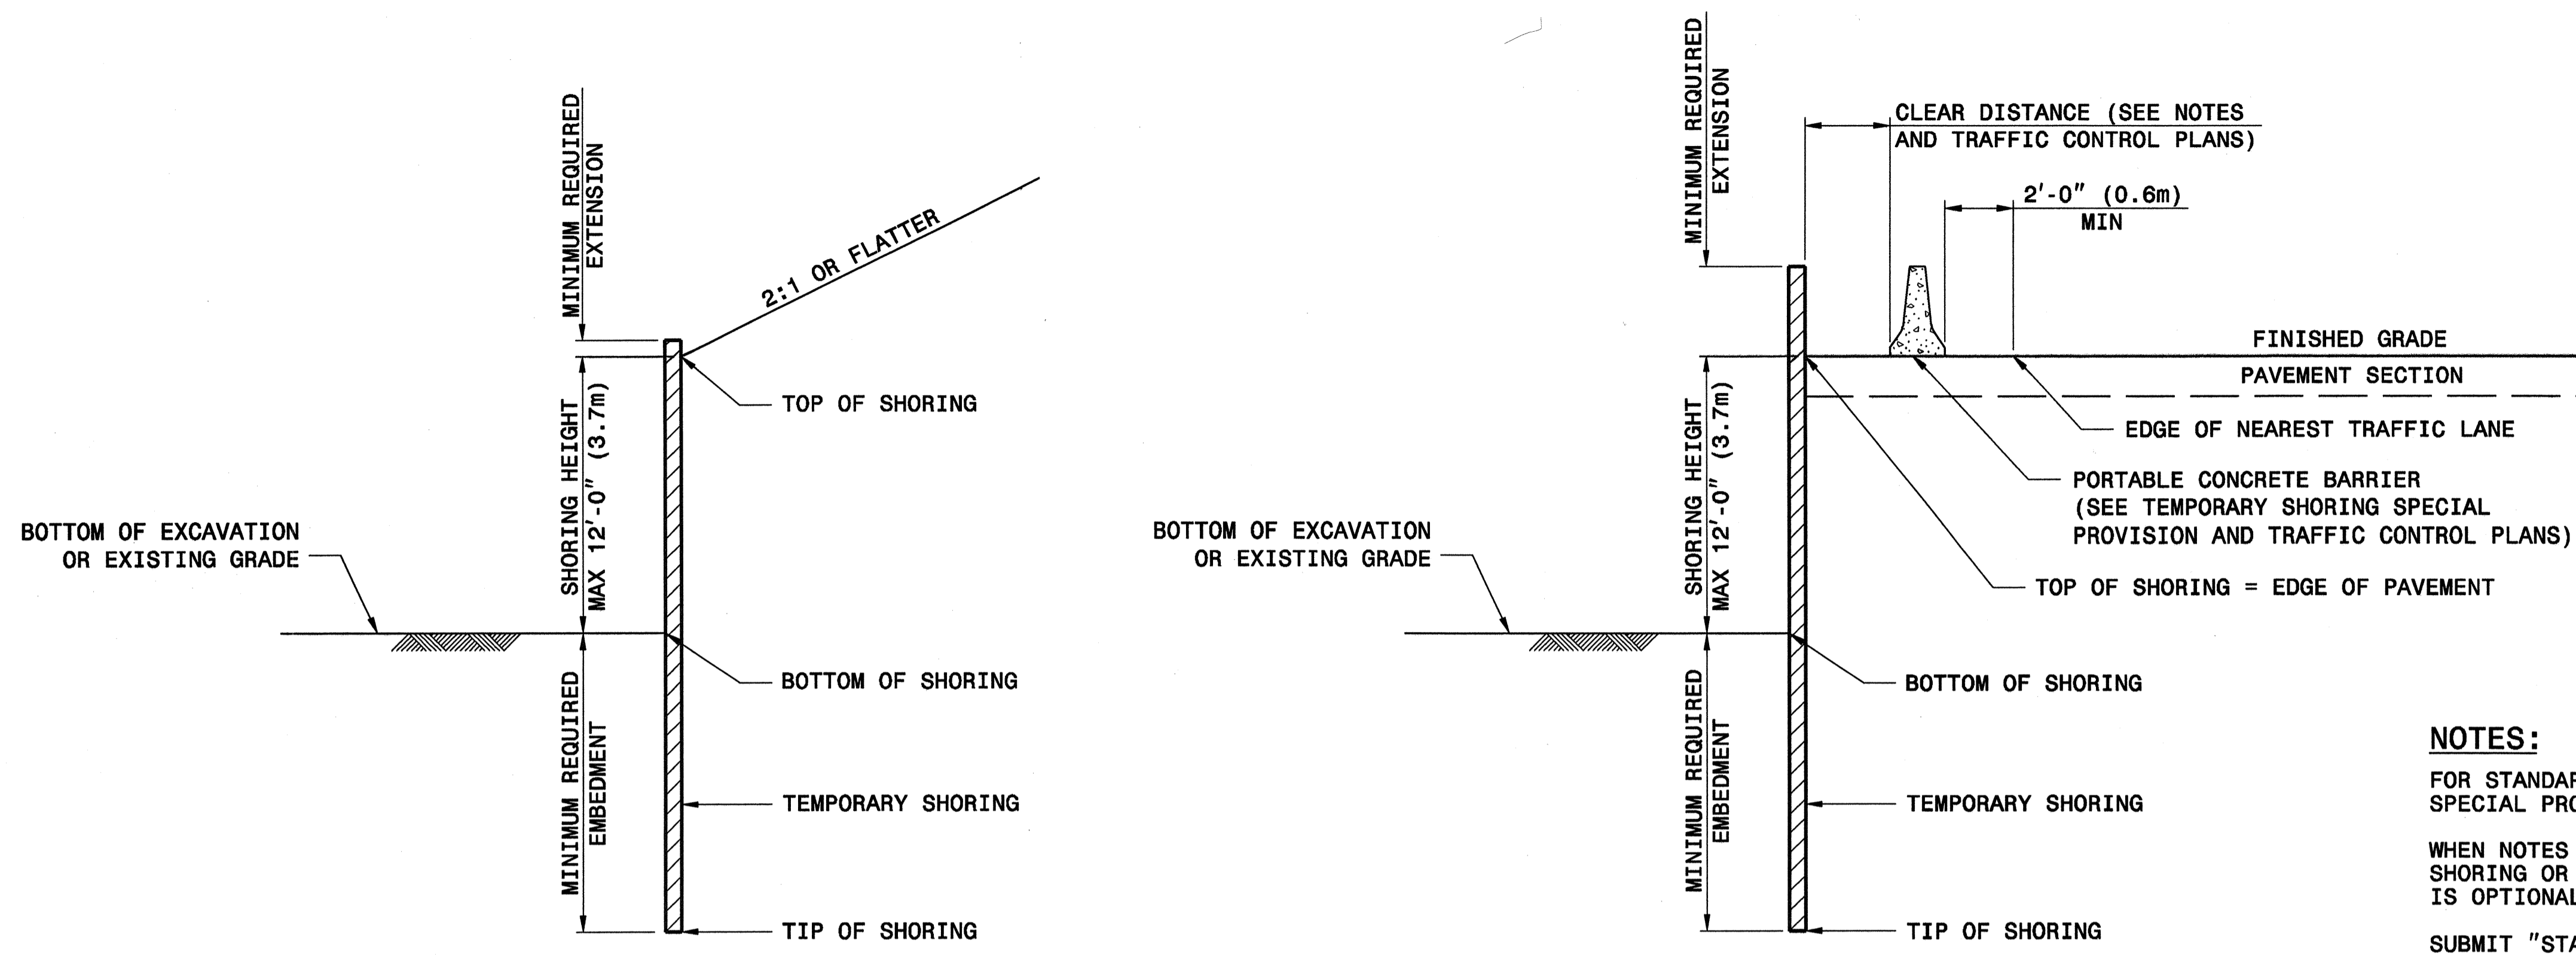 MINIMUM REQUIRED
EXTENSION
2:1 OR FLATTER
SHORING HEIGHT
MAX 12'-0" (3.7m)
TOP OF SHORING
BOTTOM OF EXCAVATION
OR EXISTING GRADE
MINIMUM REQUIRED
EMBEDMENT
BOTTOM OF SHORING
TEMPORARY SHORING
TIP OF SHORING
MINIMUM REQUIRED
EXTENSION
CLEAR DISTANCE (SEE NOTES
AND TRAFFIC CONTROL PLANS)
2'-0" (0.6m)
MIN
FINISHED GRADE
PAVEMENT SECTION
EDGE OF NEAREST TRAFFIC LANE
PORTABLE CONCRETE BARRIER
(SEE TEMPORARY SHORING SPECIAL
PROVISION AND TRAFFIC CONTROL PLANS)
TOP OF SHORING = EDGE OF PAVEMENT
SHORING HEIGHT
MAX 12'-0" (3.7m)
BOTTOM OF EXCAVATION
OR EXISTING GRADE
MINIMUM REQUIRED
EMBEDMENT
BOTTOM OF SHORING
TEMPORARY SHORING
TIP OF SHORING
NOTES:
FOR
SPECIAL
WHEN NOTES
SHORING OR
IS
SUBMIT